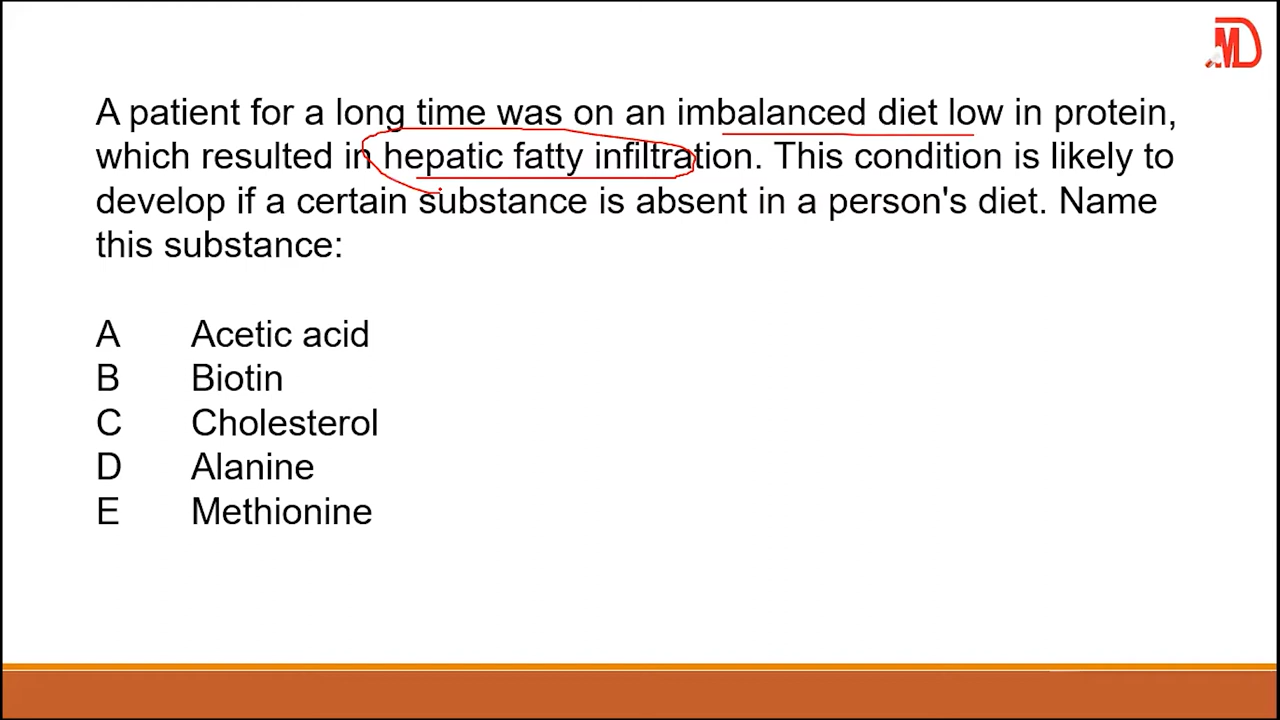 MD
A patient for a long time was on an imbalanced diet low in protein,
which resulted in hepatic fatty infiltration. This condition is likely to
develop if a certain substance is absent in a person's diet. Name
this substance:
A Acetic acid
B Biotin
C Cholesterol
D Alanine
E Methionine